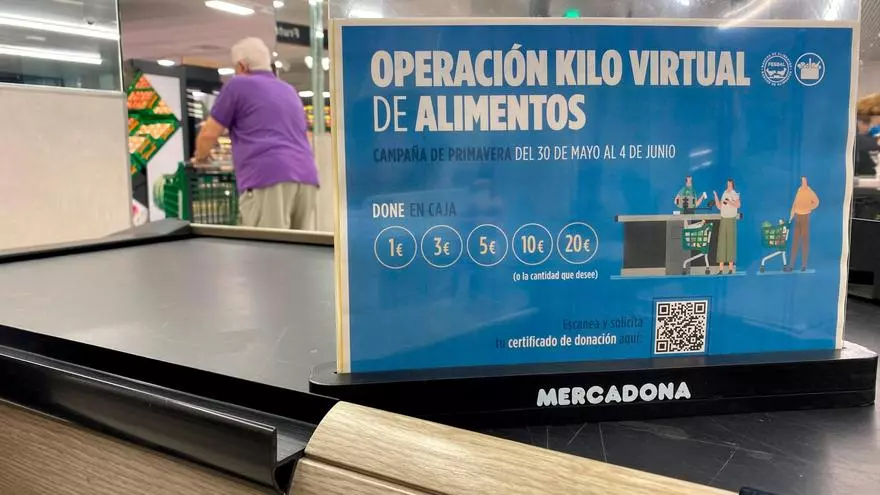 OPERACIÓN KILO VIRTUAL
DE ALIMENTOS
FESBAL
CAMPAÑA DE PRIMAVERA DEL 30 DE MAYO AL 4 DE JUNIO
DONE EN CAJA
1€ 3€ 5€ 10€ 20€
(o la cantidad que desee)
Escanea y solicita
tu certificado de donación aquí:
MERCADONA